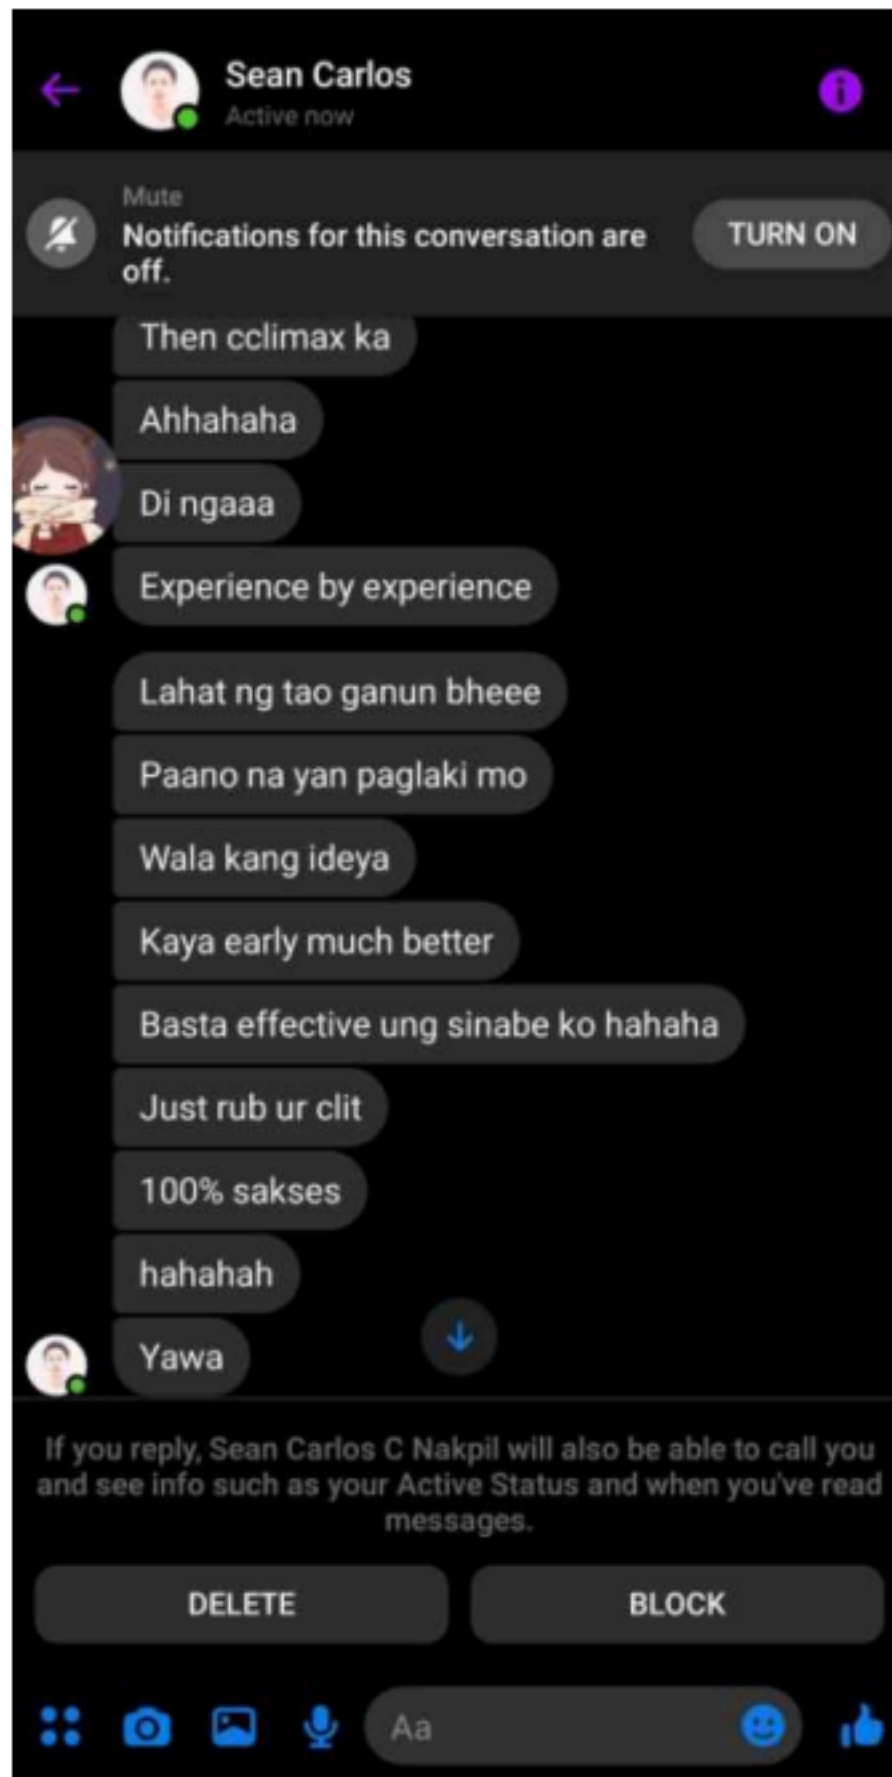 Sean Carlos
Active now
Mute
Notifications for this conversation are
off.
TURN ON
Then cclimax ka
Ahhahaha
Di ngaaa
Experience by experience
Lahat ng tao ganun bheee
Paano na yan paglaki mo
Wala kang ideya
Kaya early much better
Basta effective ung sinabe ko hahaha
Just rub ur clit
100% sakses
hahahah
Yawa
If you reply, Sean Carlos C Nakpil will also be able to call you
and see info such as your Active Status and when you've read
messages.
DELETE
BLOCK
Aa